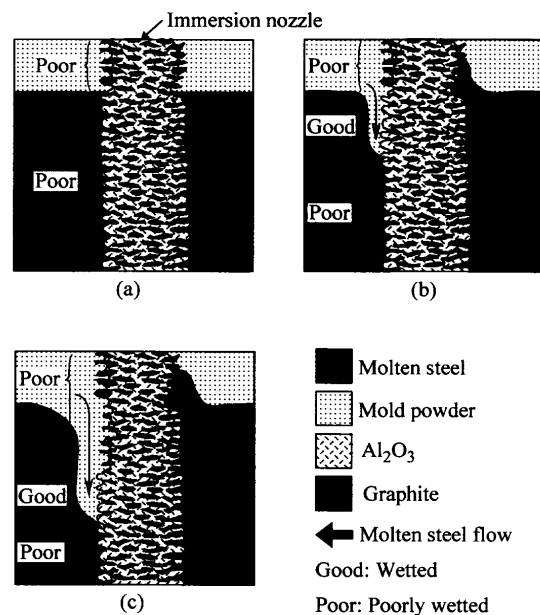 Immersion nozzle
Poor
Poor
(a)
Poor
Good
Poor
(b)
Poor
Good
Poor
(c)
Molten steel
Mold powder
Al₂O₃
Graphite
Molten steel flow
Good: Wetted
Poor: Poorly wetted